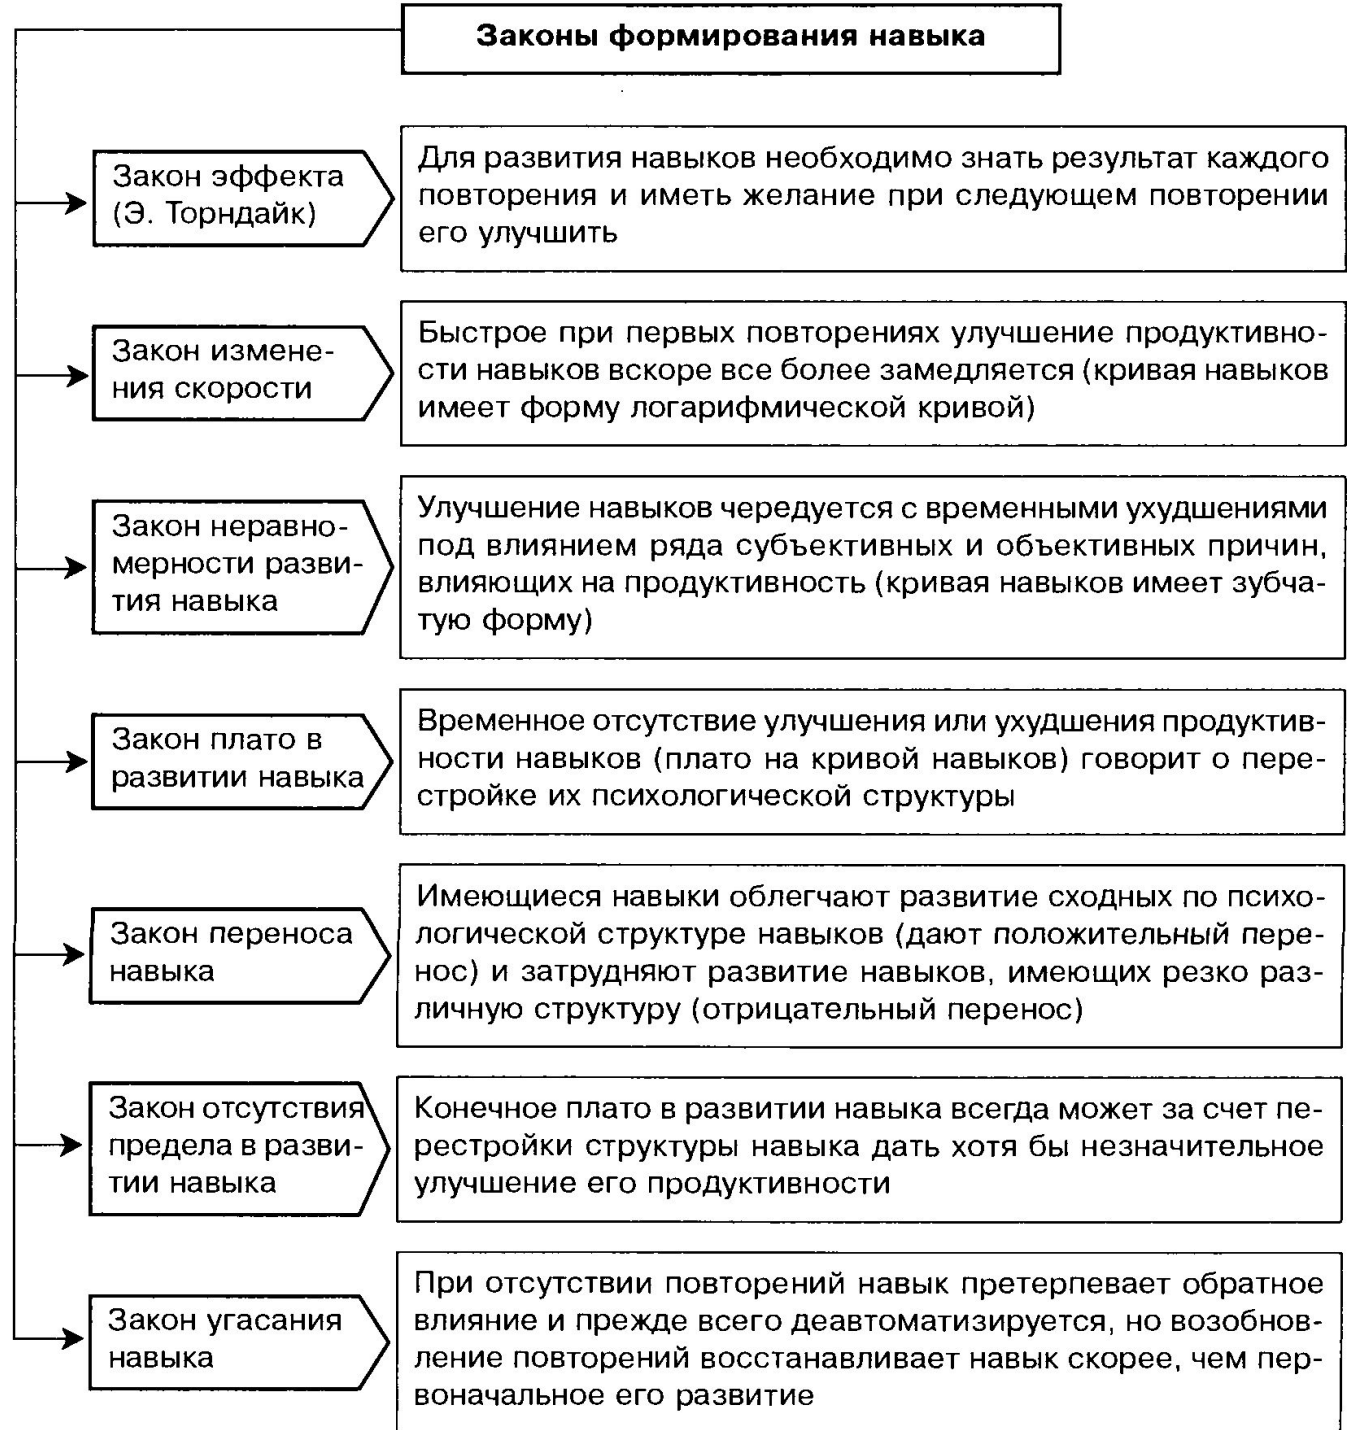 Законы формирования навыка
Закон эффекта
(Э. Торндайк)
Для развития навыков необходимо знать результат каждого
повторения и иметь желание при следующем повторении
его улучшить
Закон измене-
ния скорости
Быстрое при первых повторениях улучшение продуктивно-
сти навыков вскоре все более замедляется (кривая навыков
имеет форму логарифмической кривой)
Закон неравно-
мерности разви-
тия навыка
Улучшение навыков чередуется с временными ухудшениями
под влиянием ряда субъективных и объективных причин,
влияющих на продуктивность (кривая навыков имеет зубча-
тую форму)
Закон плато в
развитии навыка
Временное отсутствие улучшения или ухудшения продуктив-
ности навыков (плато на кривой навыков) говорит о пере-
стройке их психологической структуры
Закон переноса
навыка
Имеющиеся навыки облегчают развитие сходных по психо-
логической структуре навыков (дают положительный пере-
нос) и затрудняют развитие навыков, имеющих резко раз-
личную структуру (отрицательный перенос)
Закон отсутствия
предела в разви-
тии навыка
Конечное плато в развитии навыка всегда может за счет пе-
рестройки структуры навыка дать хотя бы незначительное
улучшение его продуктивности
Закон угасания
навыка
При отсутствии повторений навык претерпевает обратное
влияние и прежде всего деавтоматизируется, но возобнов-
ление повторений восстанавливает навык скорее, чем пер-
воначальное его развитие